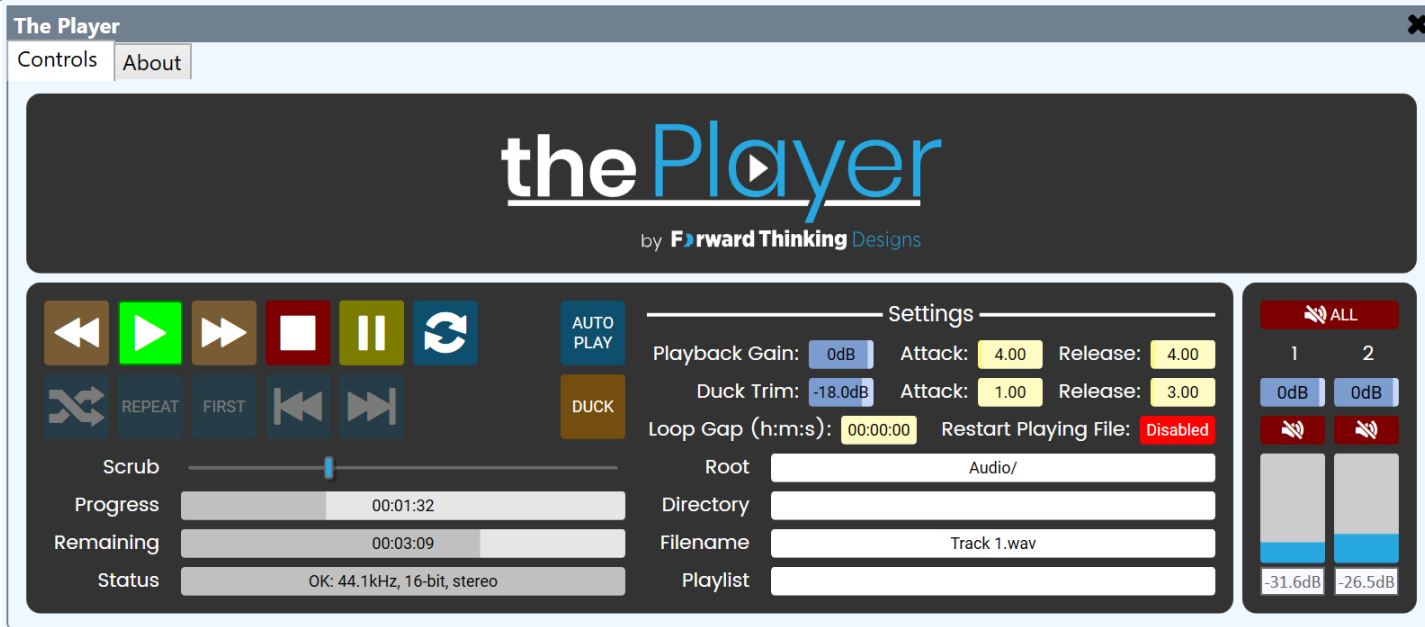 The Player
Controls
About
the Player
by Forward Thinking Designs
AUTO PLAY
REPEAT
FIRST
DUCK
Scrub
Progress 00:01:32
Remaining 00:03:09
Status OK: 44.1kHz, 16-bit, stereo
Settings
Playback Gain: 0dB Attack: 4.00 Release: 4.00
Duck Trim: -18.0dB Attack: 1.00 Release: 3.00
Loop Gap (h:m:s): 00:00:00 Restart Playing File: Disabled
Root Audio/
Directory
Filename Track 1.wav
Playlist
ALL
1 2
0dB 0dB
-31.6dB -26.5dB